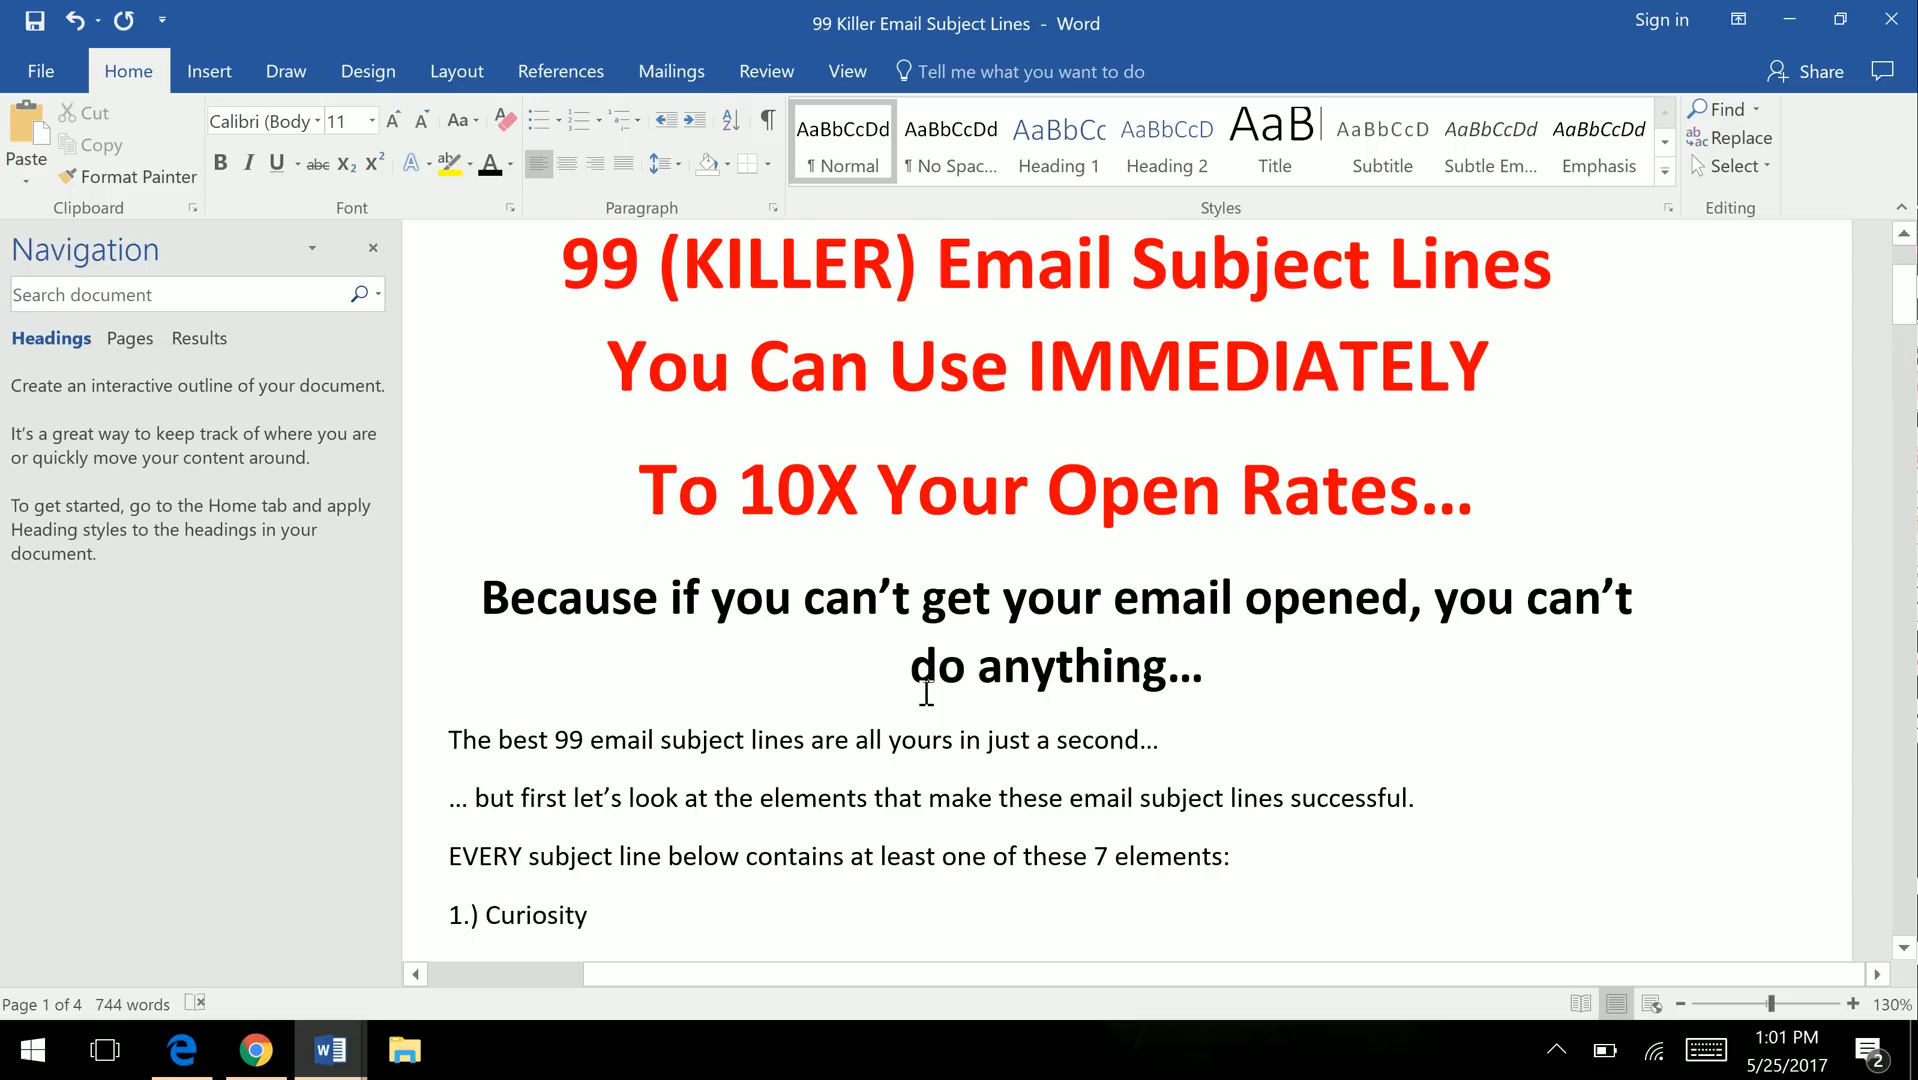 99 Killer Email Subject Lines - Word
Sign in
File Home Insert Draw Design Layout References Mailings Review View Tell me what you want to do Share
Paste
Cut
Copy
Format Painter
Clipboard
Calibri (Body 11
Aa
B I U abc X₂ X² A A
Font
Paragraph
AaBbCcDd AaBbCcDd AaBbCc AaBbCcD AaB AaBbCcD AaBbCcDd AaBbCcDd
¶ Normal ¶ No Spac... Heading 1 Heading 2 Title Subtitle Subtle Em... Emphasis
Styles
Find
Replace
Select
Editing
Navigation
Search document
Headings Pages Results
Create an interactive outline of your document.
It's a great way to keep track of where you are
or quickly move your content around.
To get started, go to the Home tab and apply
Heading styles to the headings in your
document.
99 (KILLER) Email Subject Lines
You Can Use IMMEDIATELY
To 10X Your Open Rates…
Because if you can’t get your email opened, you can’t
do anything…
The best 99 email subject lines are all yours in just a second…
… but first let’s look at the elements that make these email subject lines successful.
EVERY subject line below contains at least one of these 7 elements:
1.) Curiosity
Page 1 of 4 744 words
130%
1:01 PM
5/25/2017
2